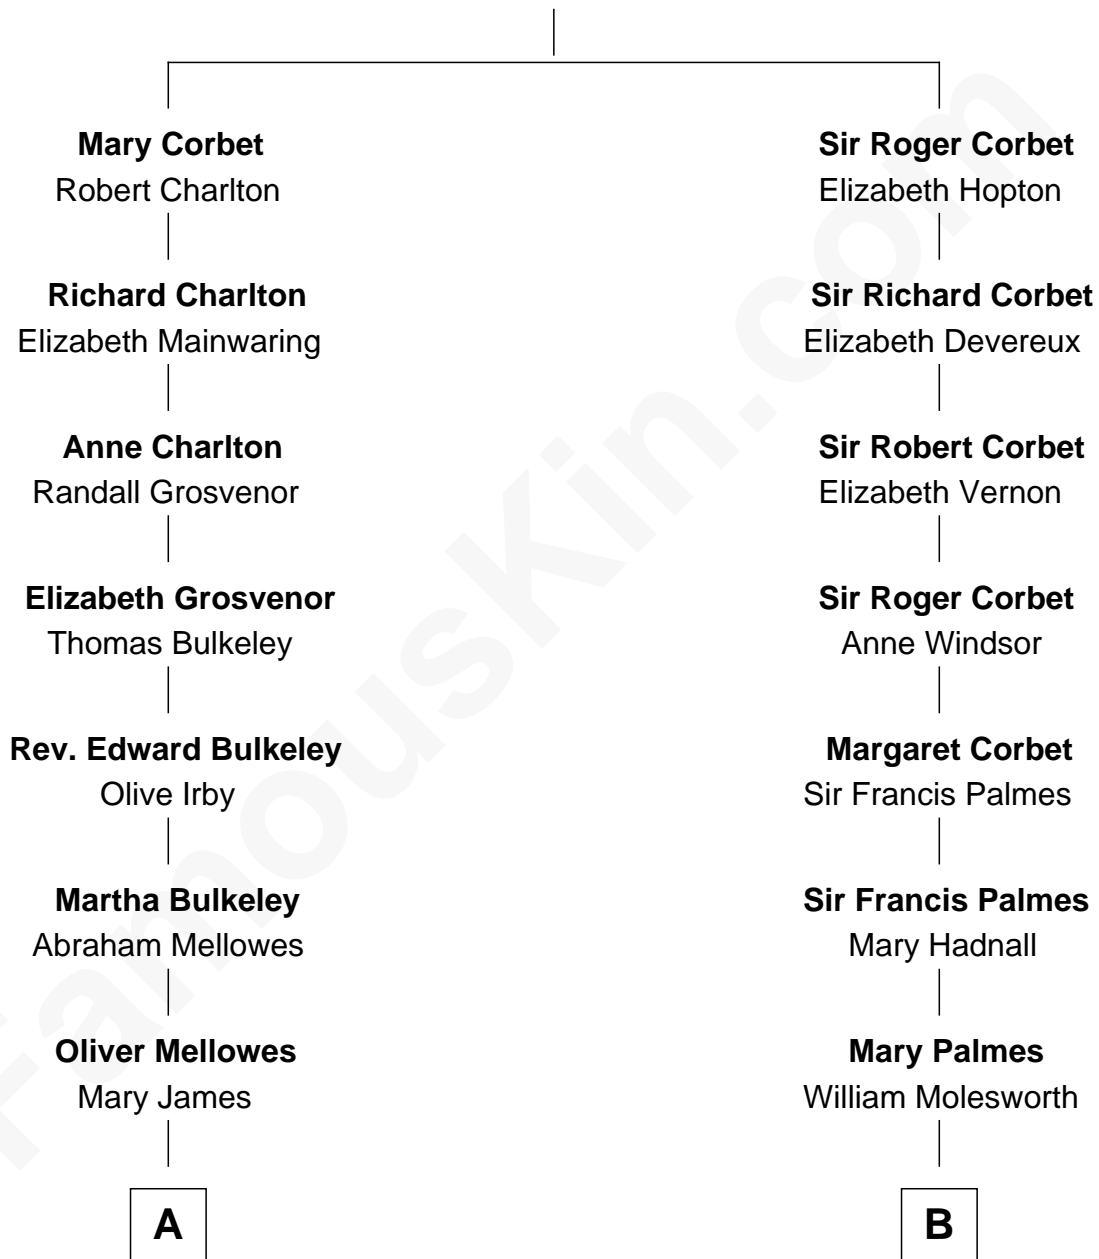 Mary Corbet
Robert Charlton
Richard Charlton
Elizabeth Mainwaring
Anne Charlton
Randall Grosvenor
Elizabeth Grosvenor
Thomas Bulkeley
Rev. Edward Bulkeley
Olive Irby
Martha Bulkeley
Abraham Mellowes
Oliver Mellowes
Mary James
A
Sir Roger Corbet
Elizabeth Hopton
Sir Richard Corbet
Elizabeth Devereux
Sir Robert Corbet
Elizabeth Vernon
Sir Roger Corbet
Anne Windsor
Margaret Corbet
Sir Francis Palmes
Sir Francis Palmes
Mary Hadnall
Mary Palmes
William Molesworth
B
FamousKin.com